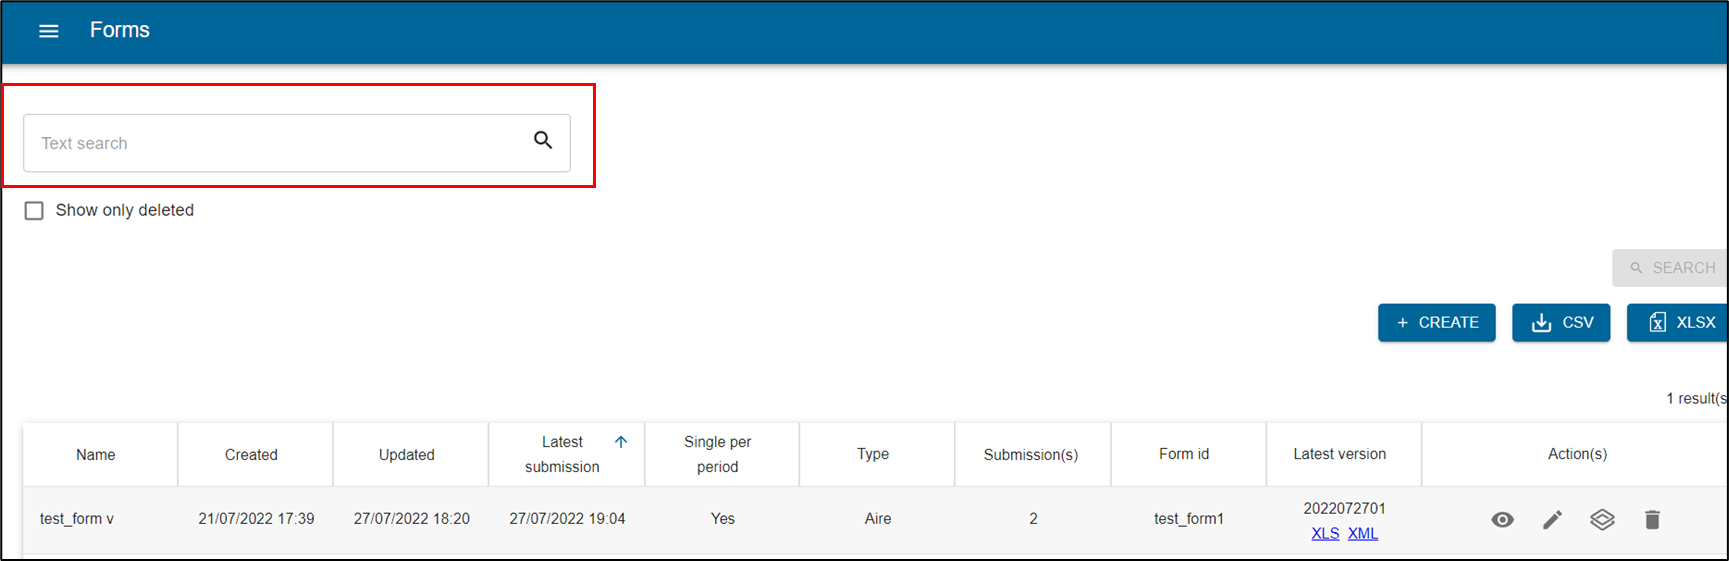 Forms
Text search
Show only deleted
SEARCH
+ CREATE
CSV
XLSX
1 result(s
Name
Created
Updated
Latest submission
Single per period
Type
Submission(s)
Form id
Latest version
Action(s)
test_form v
21/07/2022 17:39
27/07/2022 18:20
27/07/2022 19:04
Yes
Aire
2
test_form1
2022072701
XLS XML